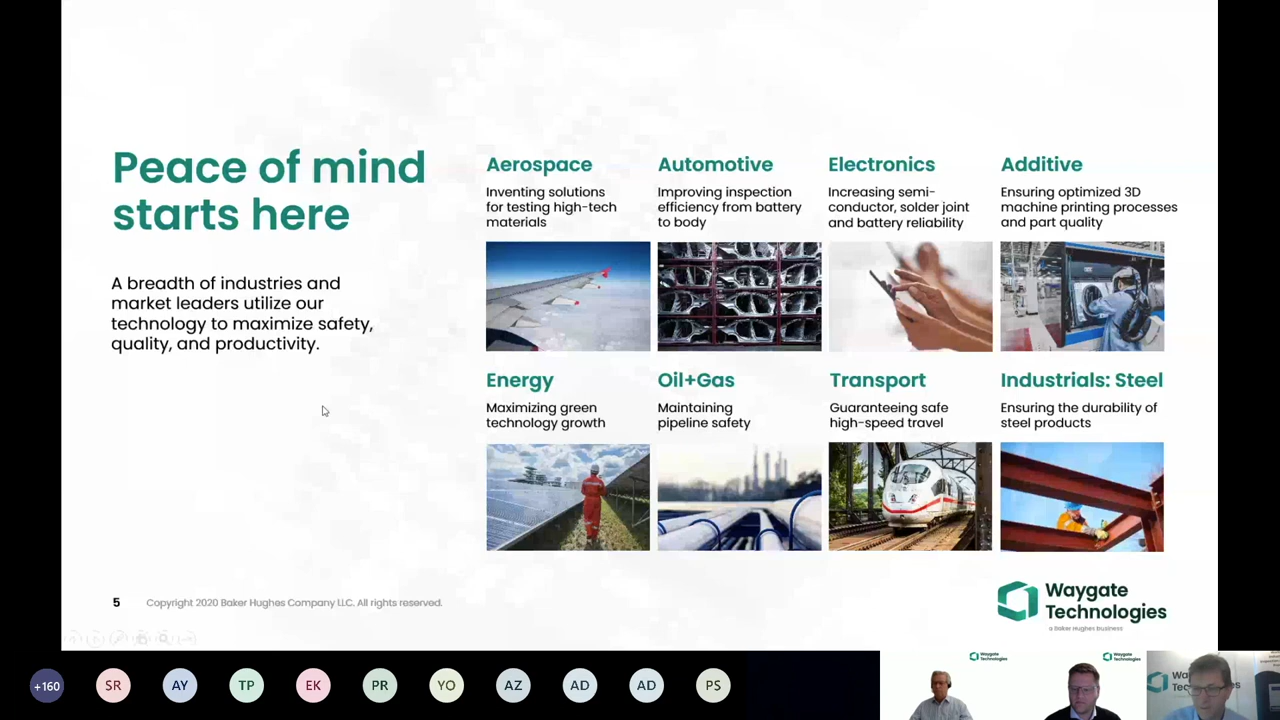 Peace of mind
starts here
A breadth of industries and
market leaders utilize our
technology to maximize safety,
quality, and productivity.
Aerospace
Inventing solutions
for testing high-tech
materials
Automotive
Improving inspection
efficiency from battery
to body
Electronics
Increasing semi-
conductor, solder joint
and battery reliability
Additive
Ensuring optimized 3D
machine printing processes
and part quality
Energy
Maximizing green
technology growth
Oil+Gas
Maintaining
pipeline safety
Transport
Guaranteeing safe
high-speed travel
Industrials: Steel
Ensuring the durability of
steel products
5
Copyright 2020 Baker Hughes Company LLC. All rights reserved.
Waygate
Technologies
a Baker Hughes business
+160
SR
AY
TP
EK
PR
YO
AZ
AD
AD
PS
Waygate
Technologies
Waygate
Technologies